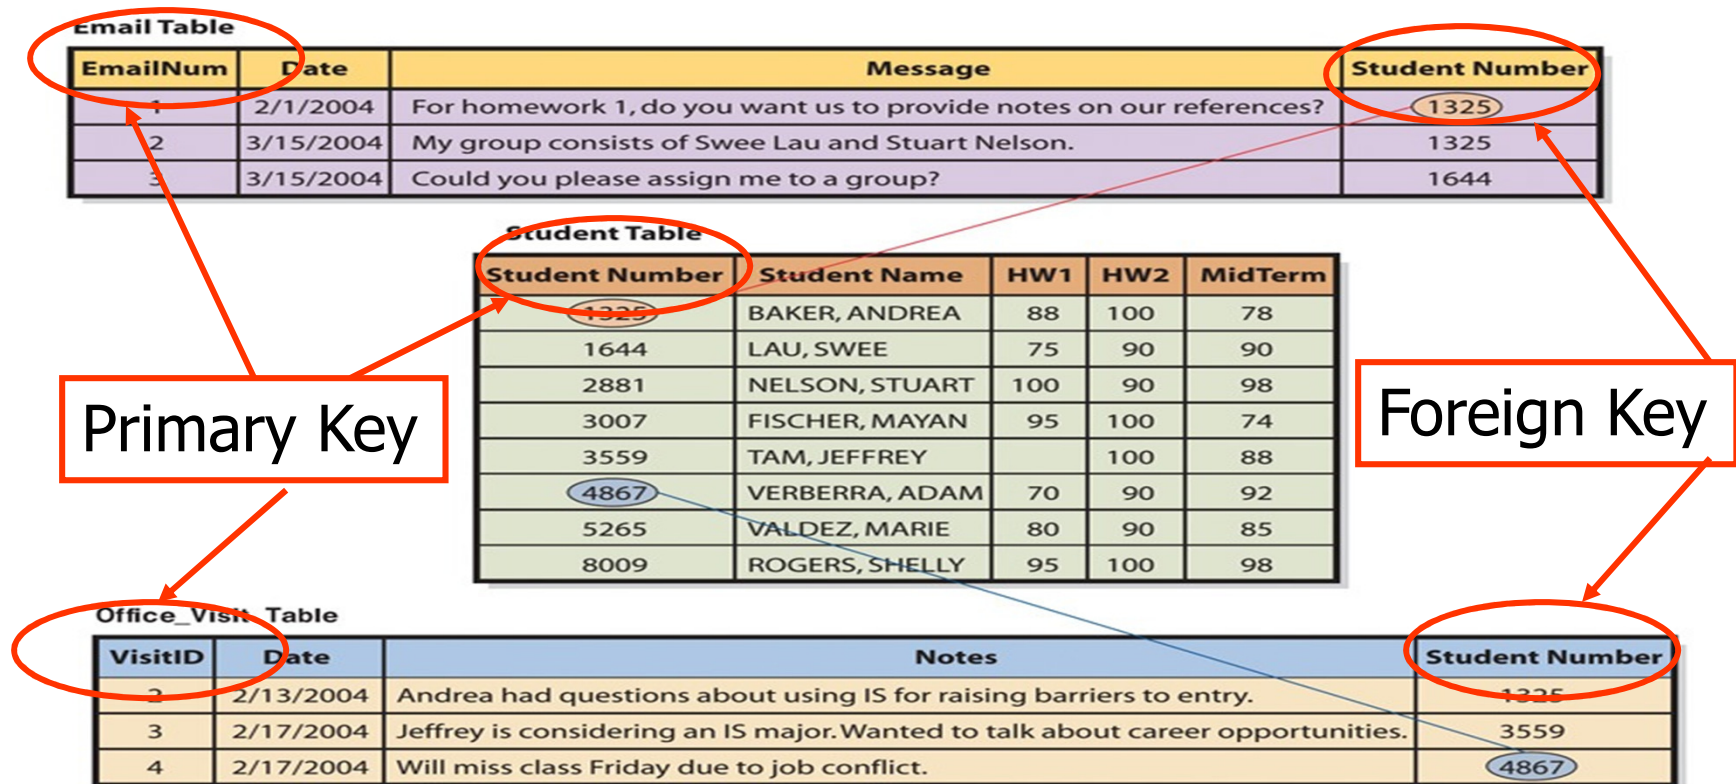 Email Table
EmailNum Date Message Student Number
1 2/1/2004 For homework 1, do you want us to provide notes on our references? 1325
2 3/15/2004 My group consists of Swee Lau and Stuart Nelson. 1325
3 3/15/2004 Could you please assign me to a group? 1644
Student Table
Student Number Student Name HW1 HW2 MidTerm
1325 BAKER, ANDREA 88 100 78
1644 LAU, SWEE 75 90 90
2881 NELSON, STUART 100 90 98
3007 FISCHER, MAYAN 95 100 74
3559 TAM, JEFFREY 100 88
4867 VERBERRA, ADAM 70 90 92
5265 VALDEZ, MARIE 80 90 85
8009 ROGERS, SHELLY 95 100 98
Primary Key
Foreign Key
Office_Visit Table
VisitID Date Notes Student Number
2 2/13/2004 Andrea had questions about using IS for raising barriers to entry. 1325
3 2/17/2004 Jeffrey is considering an IS major. Wanted to talk about career opportunities. 3559
4 2/17/2004 Will miss class Friday due to job conflict. 4867